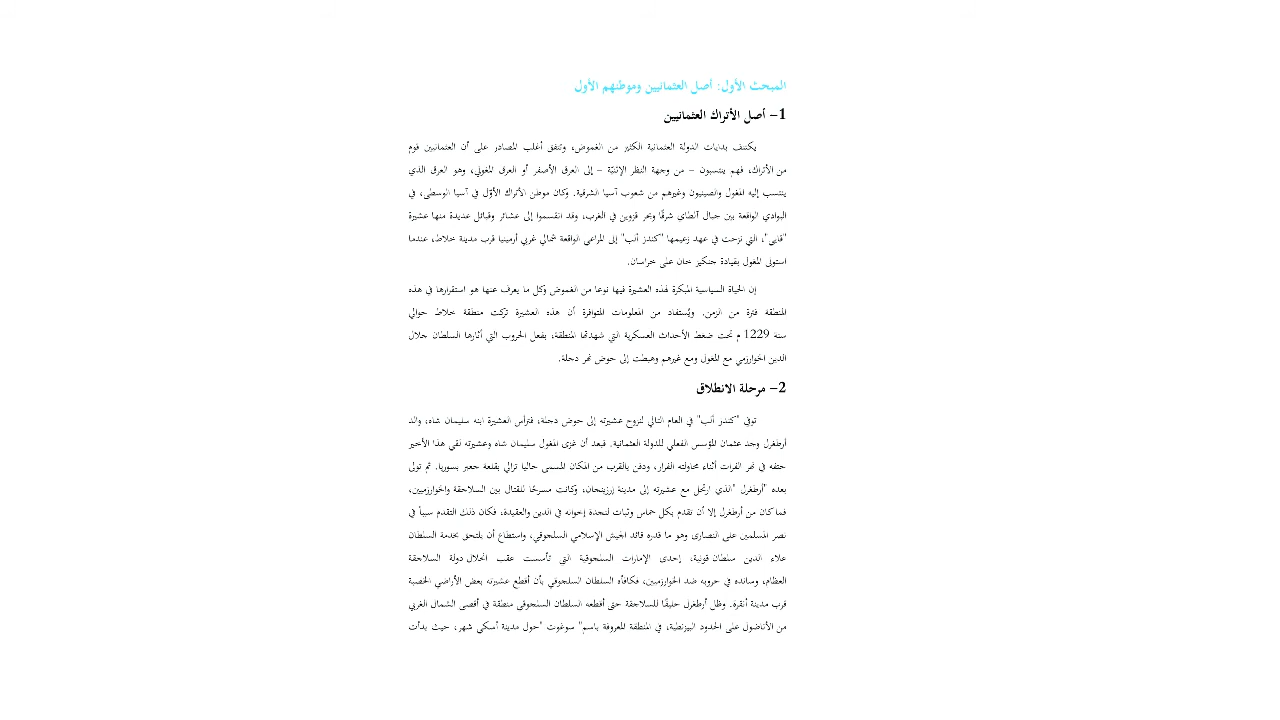 المبحث الأول: أصل العثمانيين وموطنهم الأول
1- أصل الأتراك العثمانيين
يكتنف بدايات الدولة العثمانية الكثير من الغموض، وتتفق أغلب المصادر على أن العثمانيين قوم
من الأتراك، فهم ينتسبون – من وجهة النظر الإثنيّة – إلى العرق الأصفر أو العرق المغولي، وهو العرق الذي
ينتسب إليه المغول والصينيون وغيرهم من شعوب آسيا الشرقية. وكان موطن الأتراك الأوّل في آسيا الوسطى، في
البوادي الواقعة بين جبال آلطاي شرقًا وبحر قزوين في الغرب، وقد انقسموا إلى عشائر وقبائل عديدة منها عشيرة
"قايى"، التي نزحت في عهد زعيمها "كندز ألب" إلى المراعي الواقعة شمالي غربي أرمينيا قرب مدينة خلاط، عندما
استولى المغول بقيادة جنكيز خان على خراسان.
إن الحياة السياسية المبكرة لهذه العشيرة فيها نوعا من الغموض وكل ما يعرف عنها هو استقرارها في هذه
المنطقة فترة من الزمن. ويُستفاد من المعلومات المتوافرة أن هذه العشيرة تركت منطقة خلاط حوالي
سنة 1229 م تحت ضغط الأحداث العسكرية التي شهدتها المنطقة، بفعل الحروب التي أثارها السلطان جلال
الدين الخوارزمي مع المغول ومع غيرهم وهبطت إلى حوض نهر دجلة.
2- مرحلة الانطلاق
توفي "كندز ألب" في العام التالي لنزوح عشيرته إلى حوض دجلة، فترأس العشيرة ابنه سليمان شاه، والد
أرطغرل وجد عثمان المؤسس الفعلي للدولة العثمانية. فبعد أن غزى المغول سليمان شاه وعشيرته لقي هذا الأخير
حتفه في نهر الفرات أثناء محاولته الفرار، ودفن بالقرب من المكان المسمى حاليا ترالي بقلعة جعبر بسوريا. ثم تولى
بعده "أرطغرل "الذي ارتحل مع عشيرته إلى مدينة إرزينجان، وكانت مسرحًا للقتال بين السلاجقة والخوارزميين،
فما كان من أرطغرل إلا أن تقدم بكل حماس وثبات لنجدة إخوانه في الدين والعقيدة، فكان ذلك التقدم سبباً في
نصر المسلمين على النصارى وهو ما قدره قائد الجيش الإسلامي السلجوقي، واستطاع أن يلتحق بخدمة السلطان
علاء الدين سلطان قونية، إحدى الإمارات السلجوقية التي تأسست عقب انحلال دولة السلاجقة
العظام، وسانده في حروبه ضد الخوارزميين، فكافأه السلطان السلجوقي بأن أقطع عشيرته بعض الأراضي الخصبة
قرب مدينة أنقرة. وظل أرطغرل حليفًا للسلاجقة حتى أقطعه السلطان السلجوقي منطقة في أقصى الشمال الغربي
من الأناضول على الحدود البيزنطية، في المنطقة المعروفة باسم" سوغوت "حول مدينة أسكي شهر، حيث بدأت